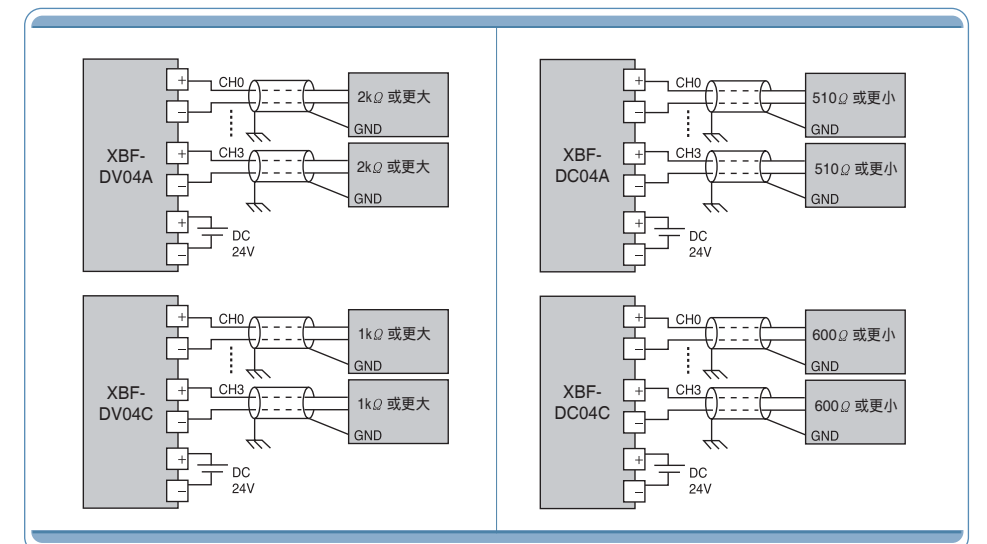 +
CH0
2kΩ 或更大
−
GND
XBF-
DV04A
+
CH3
2kΩ 或更大
−
GND
+
DC
24V
−
+
CH0
510Ω 或更小
−
GND
XBF-
DC04A
+
CH3
510Ω 或更小
−
GND
+
DC
24V
−
+
CH0
1kΩ 或更大
−
GND
XBF-
DV04C
+
CH3
1kΩ 或更大
−
GND
+
DC
24V
−
+
CH0
600Ω 或更小
−
GND
XBF-
DC04C
+
CH3
600Ω 或更小
−
GND
+
DC
24V
−